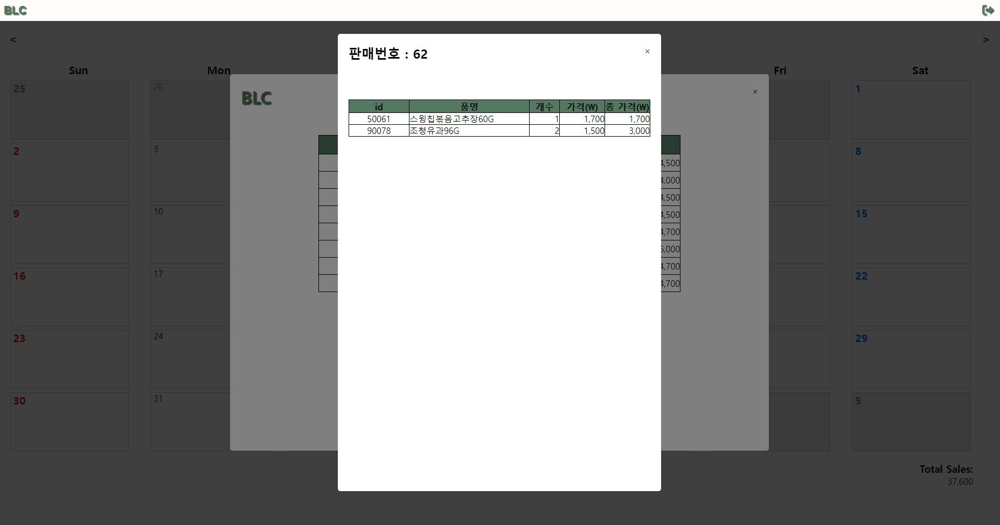 BLC
<
>
판매번호 : 62
×
Sun
Mon
Fri
Sat
BLC
×
id 품명 개수 가격(₩) 총 가격(₩)
50061 스윙칩볶음고추장60G 1 1,700 1,700
90078 조청유과96G 2 1,500 3,000
25
26
1
2
3
8
9
10
15
16
17
22
23
24
29
30
31
5
4,500
4,000
4,500
4,500
4,700
6,000
4,700
4,700
Total Sales:
37,600